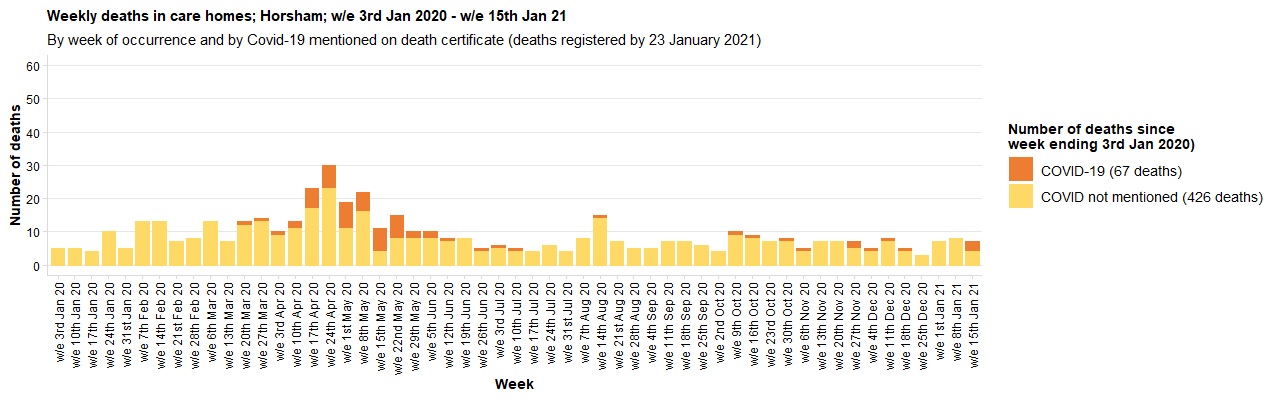 Weekly deaths in care homes; Horsham; w/e 3rd Jan 2020 - w/e 15th Jan 21
By week of occurrence and by Covid-19 mentioned on death certificate (deaths registered by 23 January 2021)
Number of deaths
60
50
40
30
20
10
0
w/e 3rd Jan 20
w/e 10th Jan 20
w/e 17th Jan 20
w/e 24th Jan 20
w/e 31st Jan 20
w/e 7th Feb 20
w/e 14th Feb 20
w/e 21st Feb 20
w/e 28th Feb 20
w/e 6th Mar 20
w/e 13th Mar 20
w/e 20th Mar 20
w/e 27th Mar 20
w/e 3rd Apr 20
w/e 10th Apr 20
w/e 17th Apr 20
w/e 24th Apr 20
w/e 1st May 20
w/e 8th May 20
w/e 15th May 20
w/e 22nd May 20
w/e 29th May 20
w/e 5th Jun 20
w/e 12th Jun 20
w/e 19th Jun 20
w/e 26th Jun 20
w/e 3rd Jul 20
w/e 10th Jul 20
w/e 17th Jul 20
w/e 24th Jul 20
w/e 31st Jul 20
w/e 7th Aug 20
w/e 14th Aug 20
w/e 21st Aug 20
w/e 28th Aug 20
w/e 4th Sep 20
w/e 11th Sep 20
w/e 18th Sep 20
w/e 25th Sep 20
w/e 2nd Oct 20
w/e 9th Oct 20
w/e 16th Oct 20
w/e 23rd Oct 20
w/e 30th Oct 20
w/e 6th Nov 20
w/e 13th Nov 20
w/e 20th Nov 20
w/e 27th Nov 20
w/e 4th Dec 20
w/e 11th Dec 20
w/e 18th Dec 20
w/e 25th Dec 20
w/e 1st Jan 21
w/e 8th Jan 21
w/e 15th Jan 21
Week
Number of deaths since
week ending 3rd Jan 2020)
COVID-19 (67 deaths)
COVID not mentioned (426 deaths)